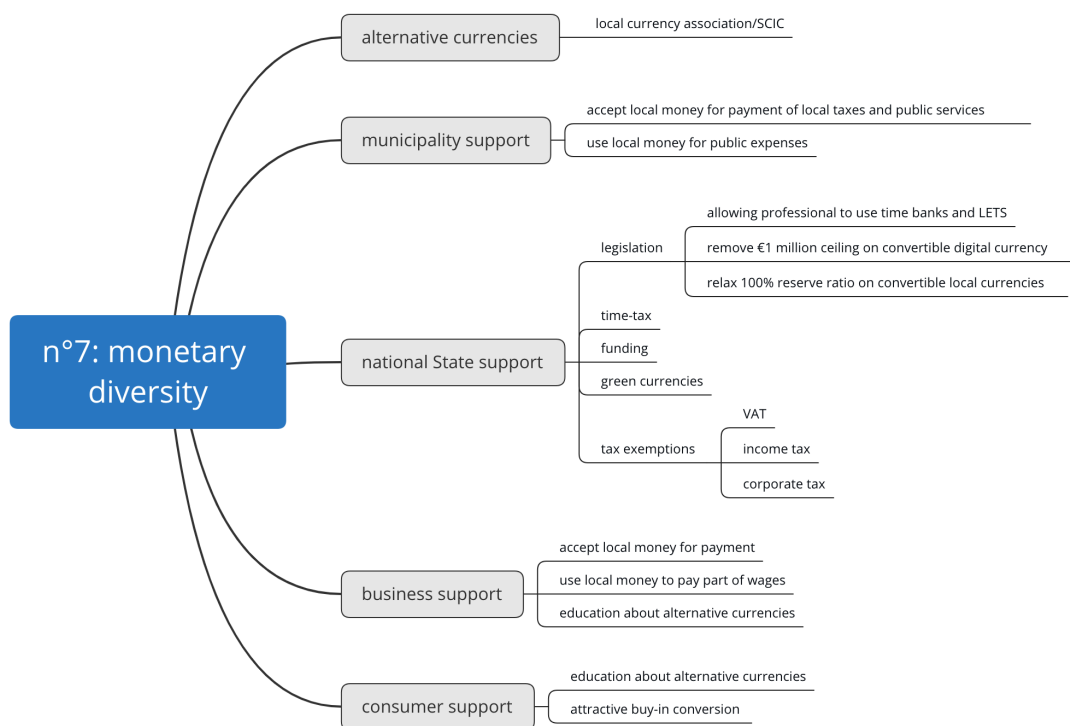 n°7: monetary
diversity
alternative currencies
local currency association/SCIC
municipality support
accept local money for payment of local taxes and public services
use local money for public expenses
national State support
legislation
allowing professional to use time banks and LETS
remove €1 million ceiling on convertible digital currency
relax 100% reserve ratio on convertible local currencies
time-tax
funding
green currencies
tax exemptions
VAT
income tax
corporate tax
business support
accept local money for payment
use local money to pay part of wages
education about alternative currencies
consumer support
education about alternative currencies
attractive buy-in conversion